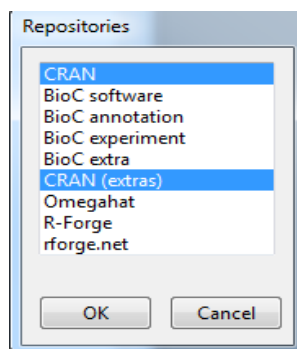 Repositories
CRAN
BioC software
BioC annotation
BioC experiment
BioC extra
CRAN (extras)
Omegahat
R-Forge
rforge.net
OK Cancel